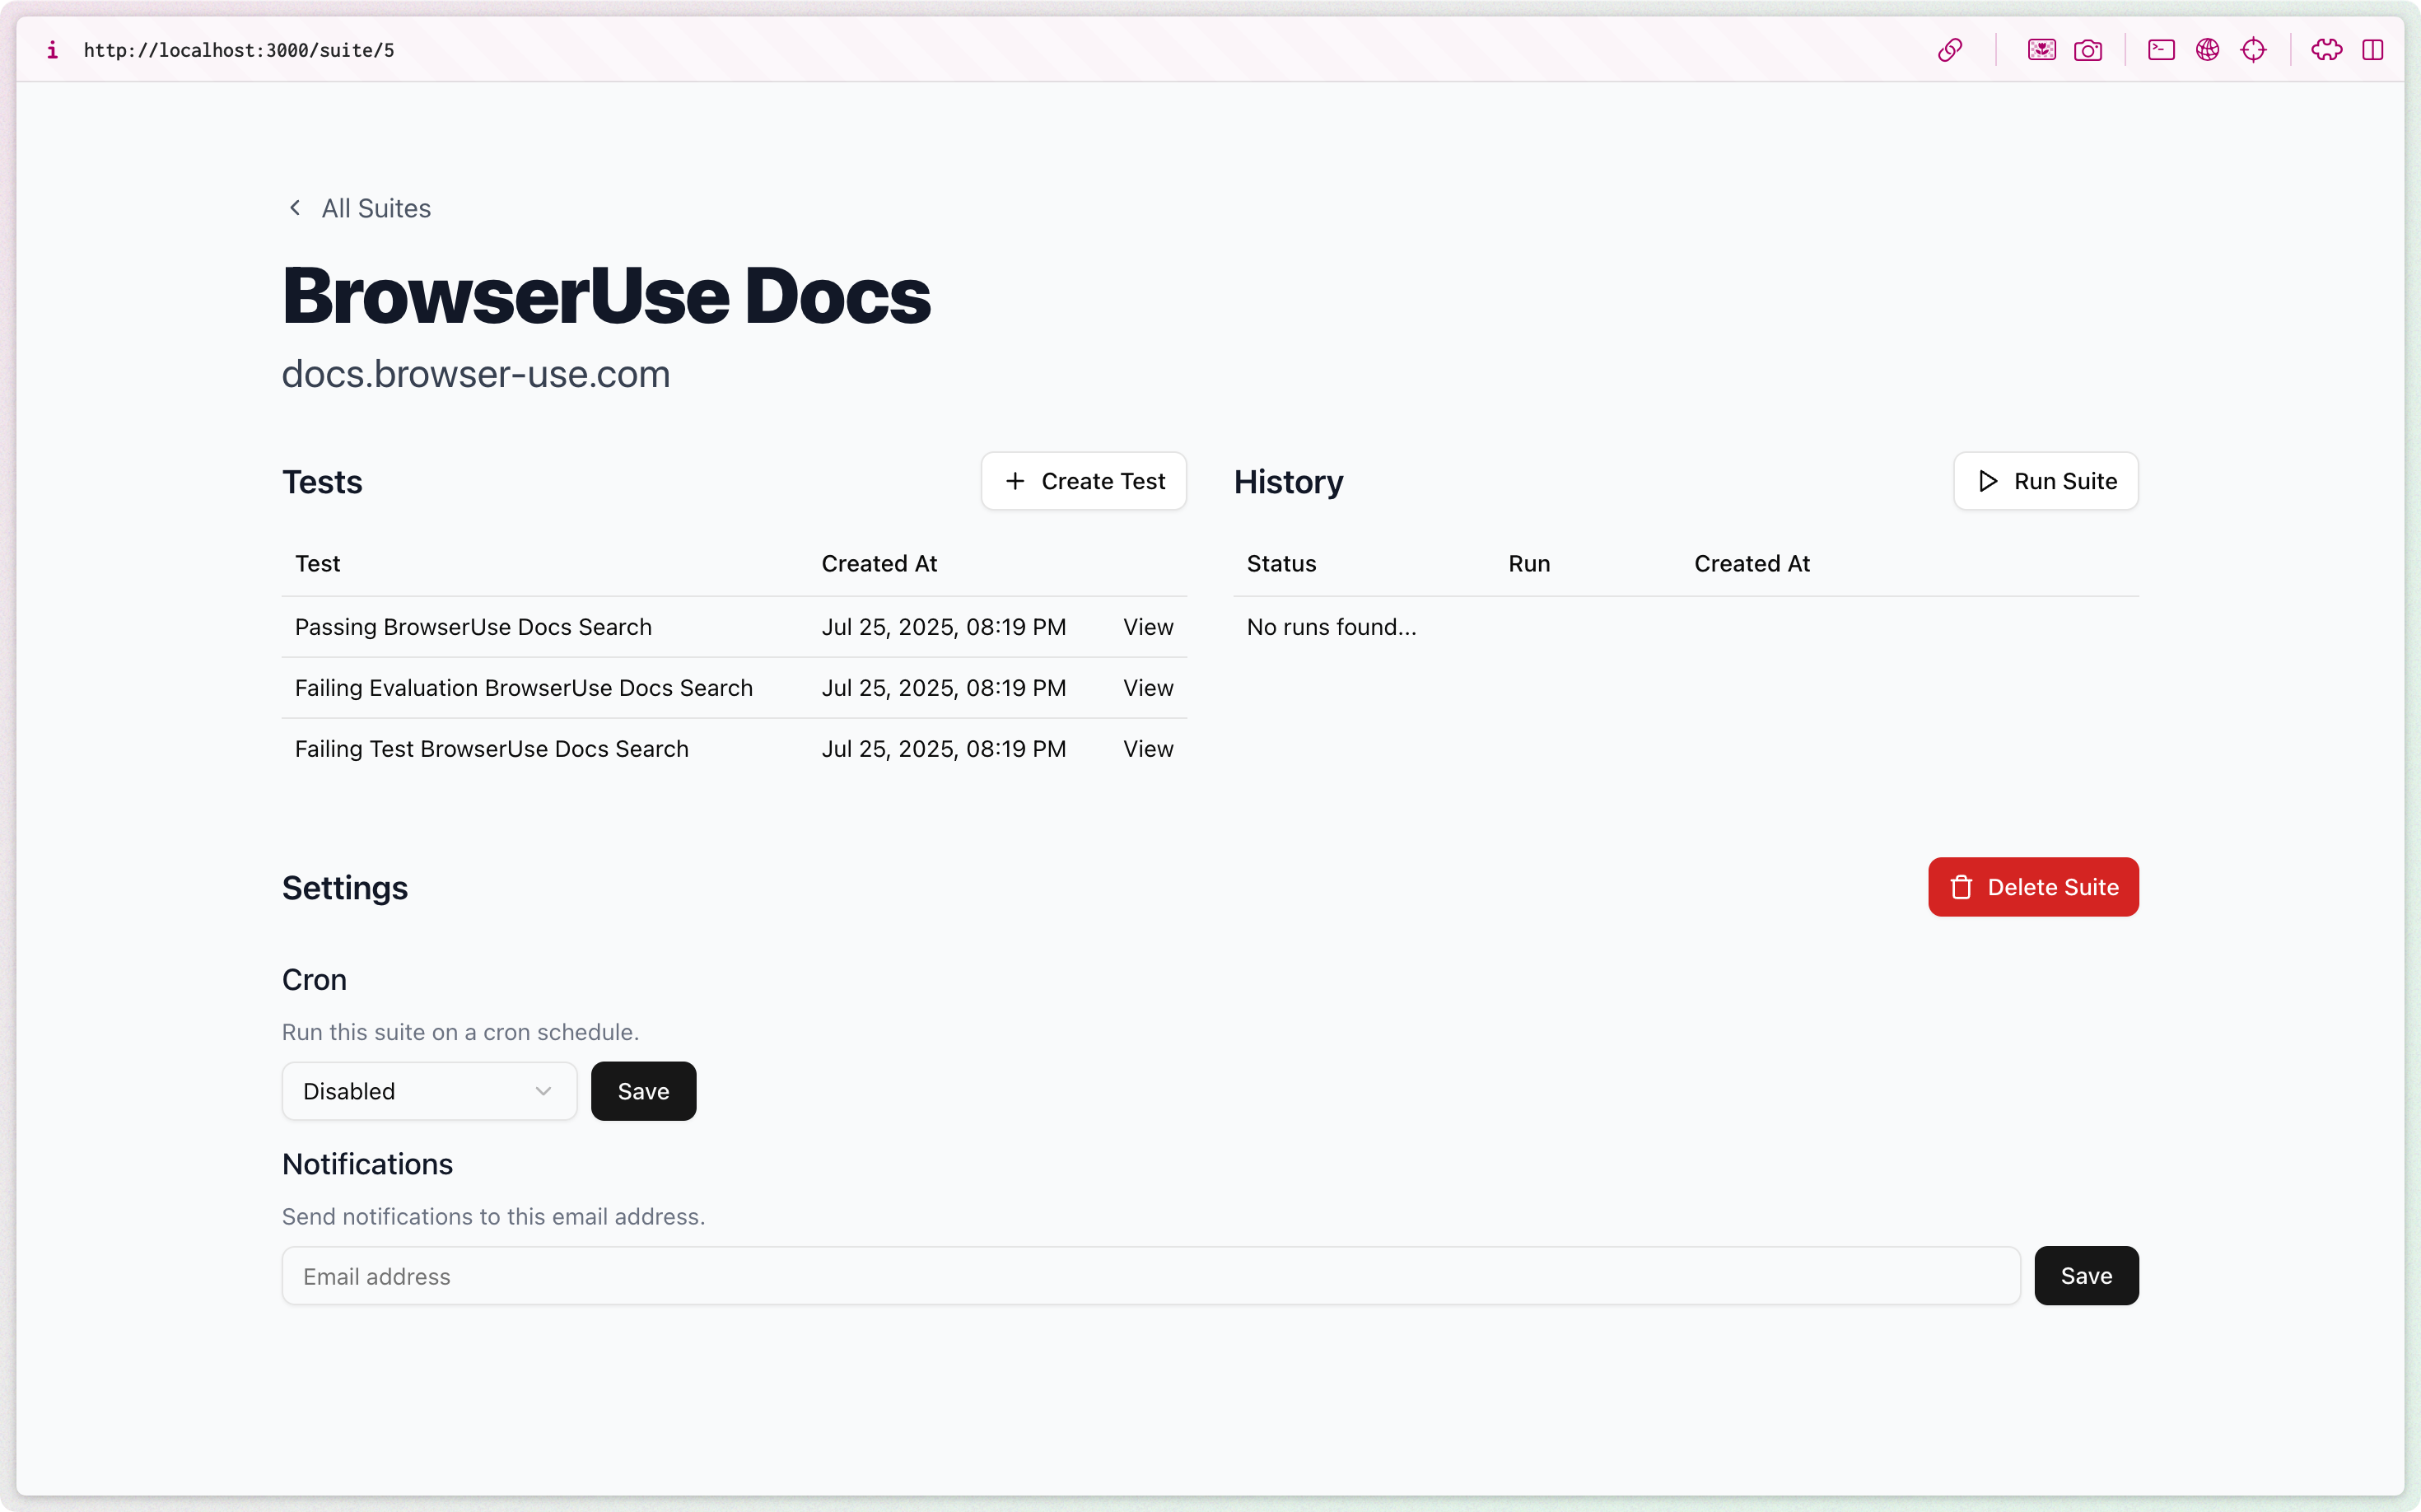 i http://localhost:3000/suite/5
All Suites
BrowserUse Docs
docs.browser-use.com
Tests
Create Test
Test Created At
Passing BrowserUse Docs Search Jul 25, 2025, 08:19 PM View
Failing Evaluation BrowserUse Docs Search Jul 25, 2025, 08:19 PM View
Failing Test BrowserUse Docs Search Jul 25, 2025, 08:19 PM View
History
Run Suite
Status Run Created At
No runs found...
Settings
Delete Suite
Cron
Run this suite on a cron schedule.
Disabled Save
Notifications
Send notifications to this email address.
Email address Save